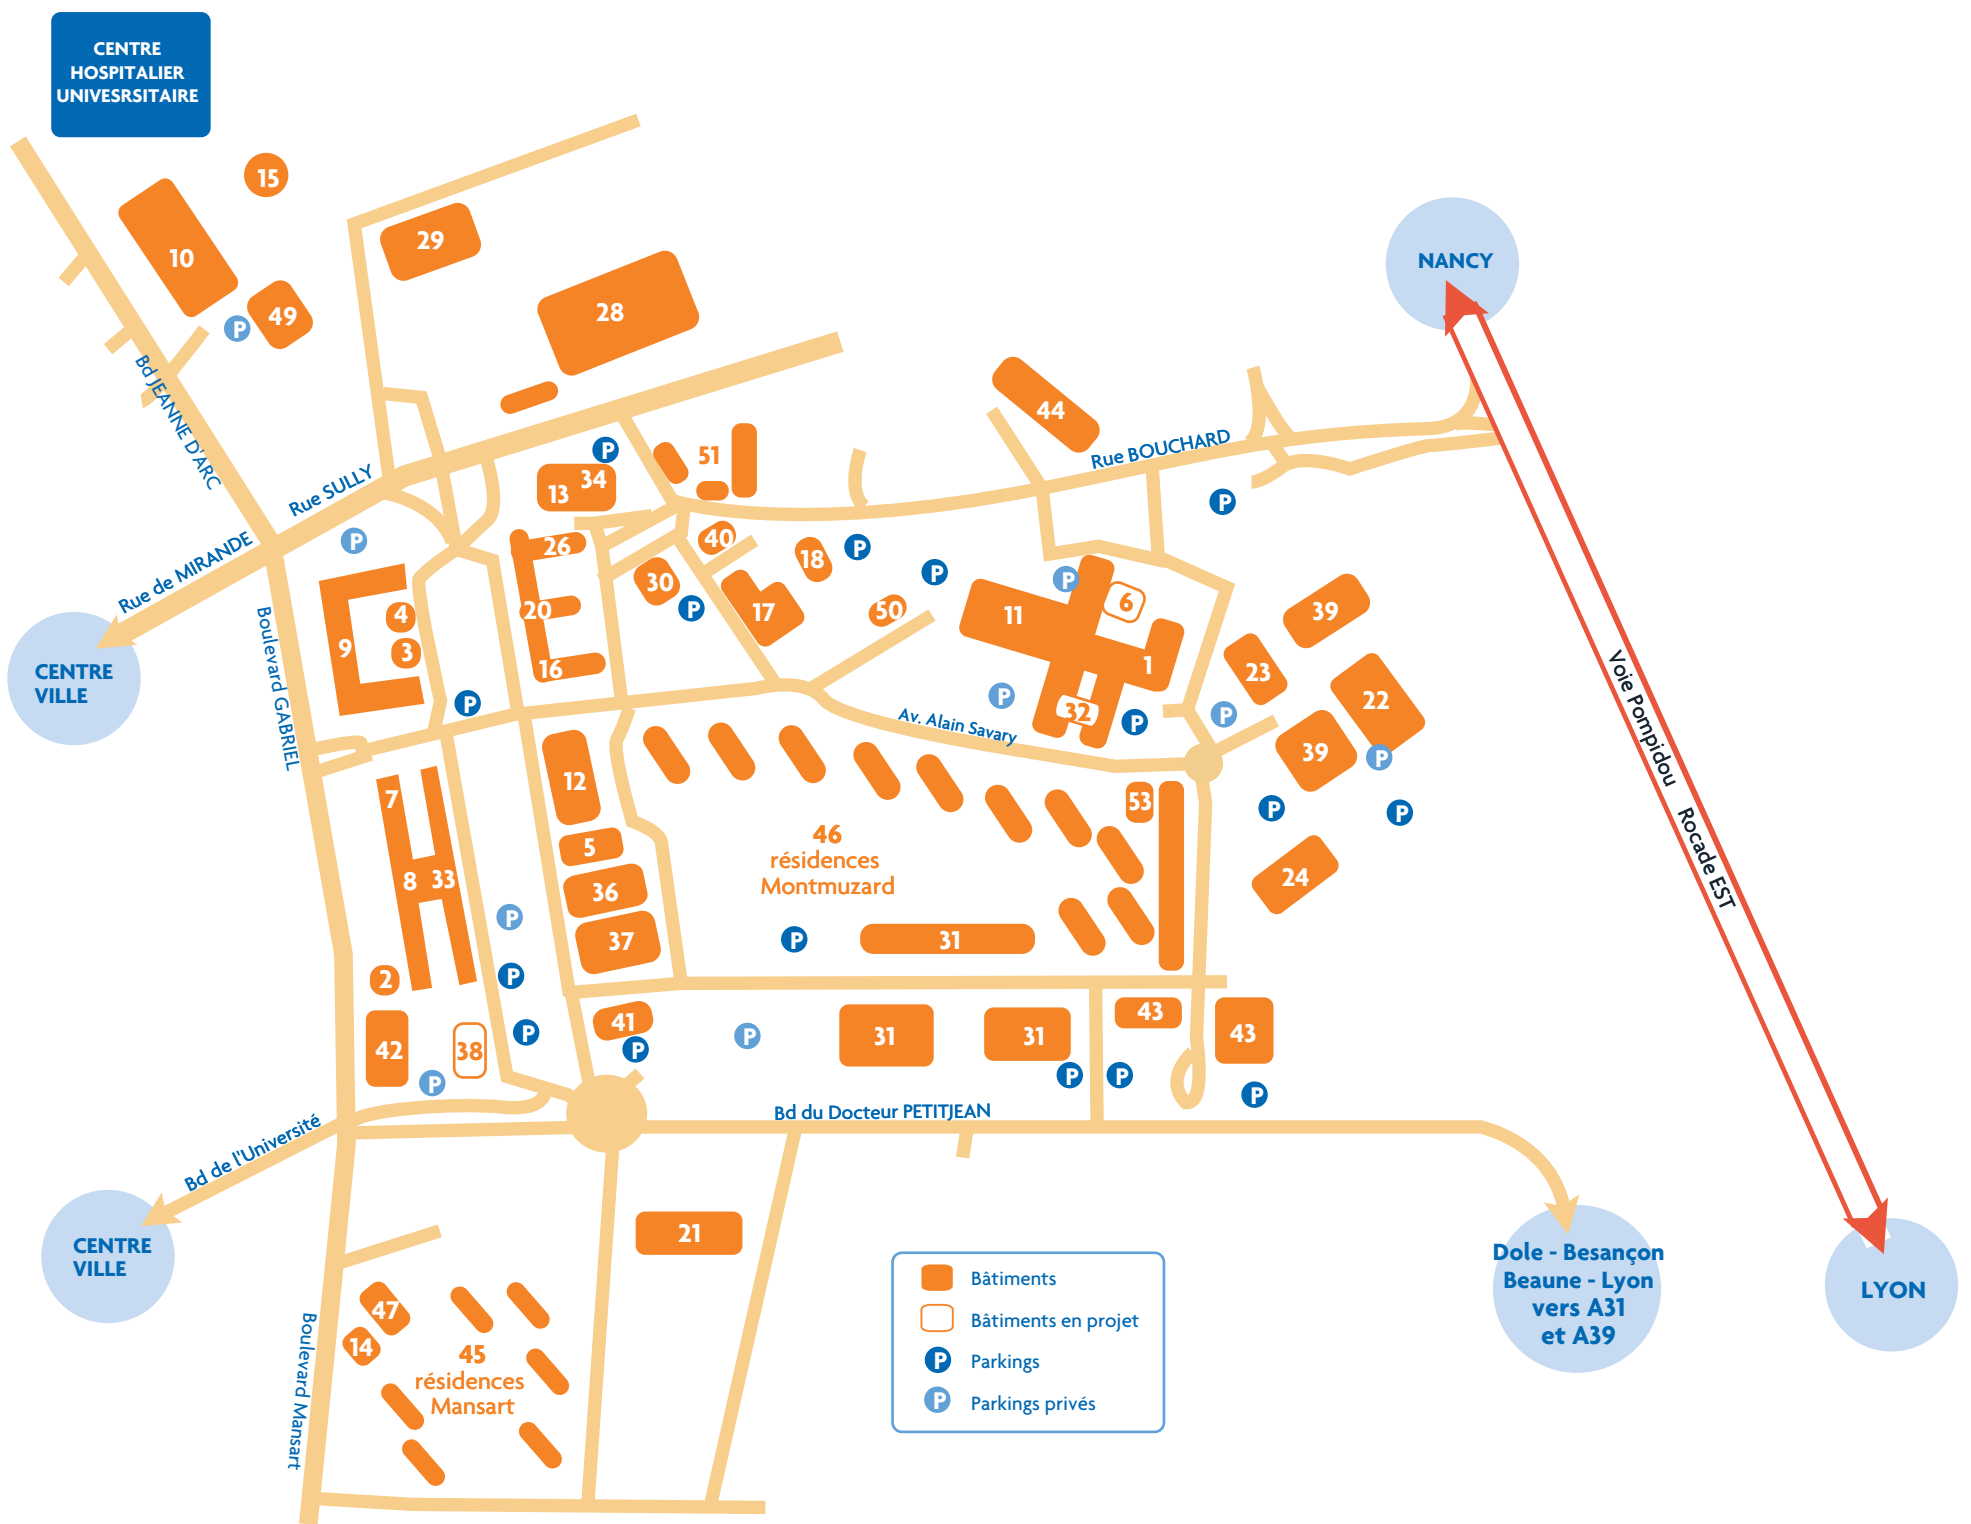 CENTRE
HOSPITALIER
UNIVESRSITAIRE
15
10
29
49
P
28
NANCY
Bd JEANNE D'ARC
44
Rue SULLY
P
51
Rue BOUCHARD
13
34
P
Rue de MIRANDE
P
26
40
18
P
P
30
P
11
6
39
4
20
P
17
50
9
3
16
1
23
CENTRE
VILLE
Boulevard GABRIEL
P
P
32
P
P
22
Av. Alain Savary
Voie Pompidou
39
P
12
7
53
P
P
46
résidences
Montmuzard
5
Rocade EST
8
33
36
24
P
37
P
31
2
P
41
43
43
42
38
P
P
P
31
31
P
P
P
P
Bd du Docteur PETITJEAN
Bd de l'Université
CENTRE
VILLE
21
Dole - Besançon
Beaune - Lyon
vers A31
et A39
LYON
47
14
45
résidences
Mansart
Boulevard Mansart
Bâtiments
Bâtiments en projet
P
Parkings
P
Parkings privés